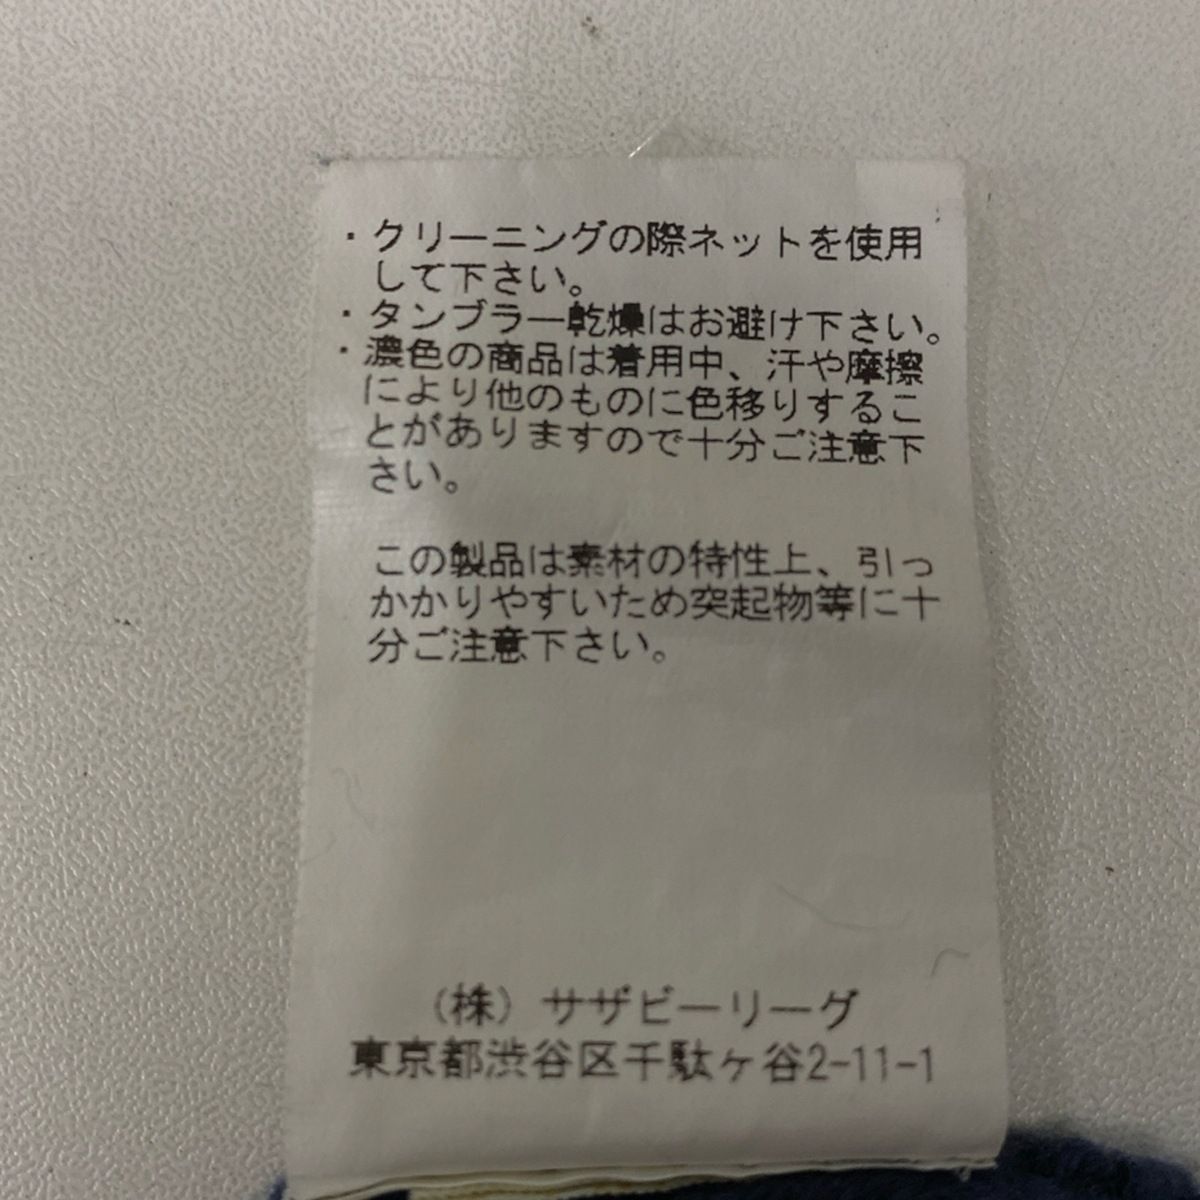 ・クリーニングの際ネットを使用
して下さい。
・タンブラー乾燥はお避け下さい。
・濃色の商品は着用中、汗や摩擦
により他のものに色移りするこ
とがありますので十分ご注意下
さい。
この製品は素材の特性上、引っ
かかりやすいため突起物等に十
分ご注意下さい。
(株) サザビーリーグ
東京都渋谷区千駄ヶ谷2-11-1